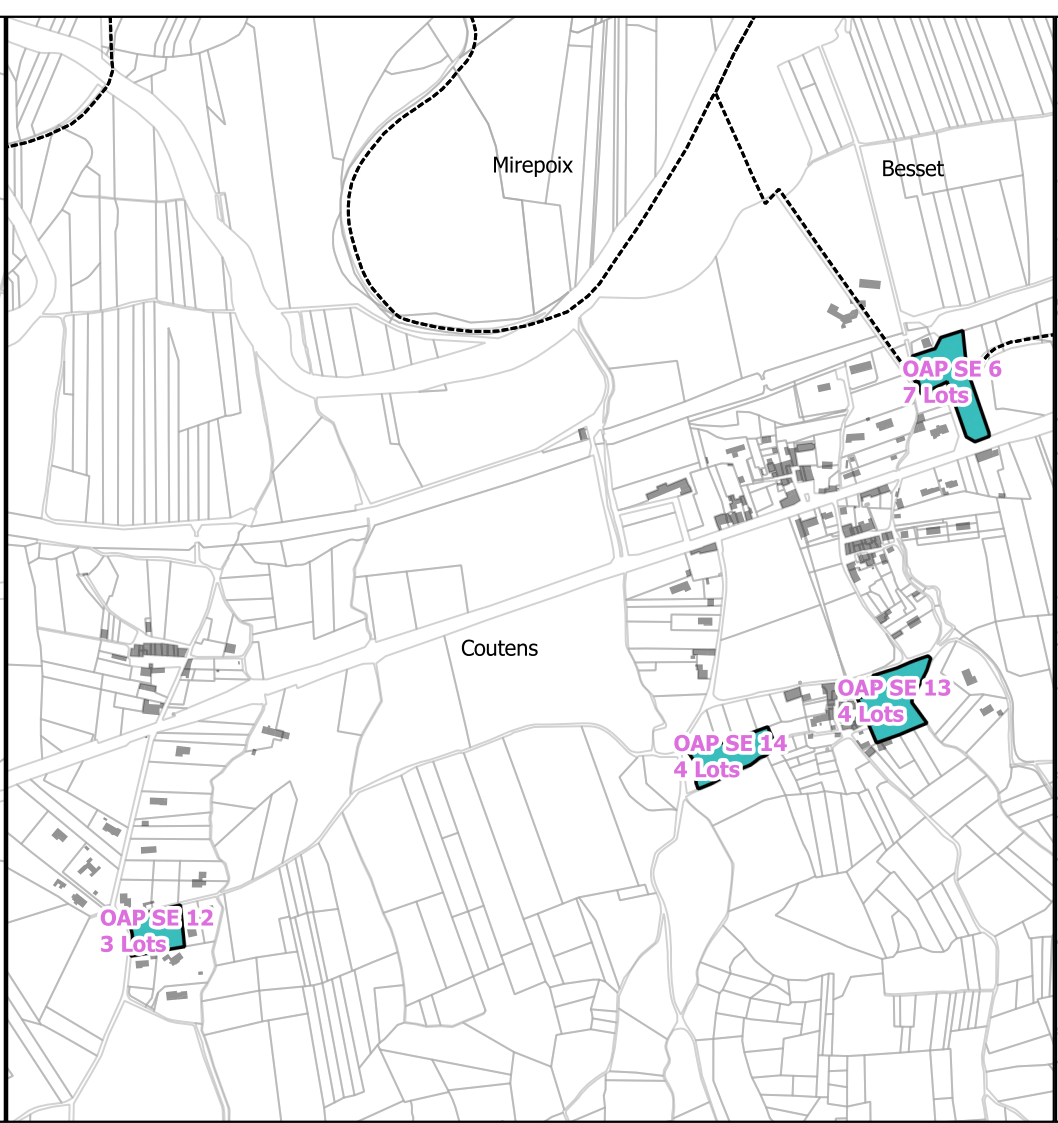 Mirepoix
Besset
OAP SE 6
7 Lots
Coutens
OAP SE 13
4 Lots
OAP SE 14
4 Lots
OAP SE 12
3 Lots